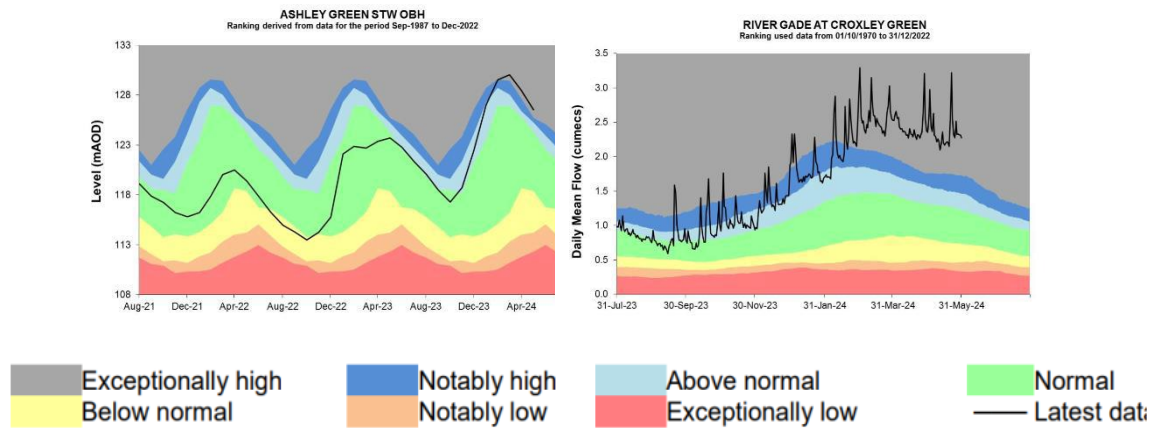 ASHLEY GREEN STW OBH
Ranking derived from data for the period Sep-1987 to Dec-2022
Level (mAOD)
133
128
123
118
113
108
Aug-21
Dec-21
Apr-22
Aug-22
Dec-22
Apr-23
Aug-23
Dec-23
Apr-24
RIVER GADE AT CROXLEY GREEN
Ranking used data from 01/10/1970 to 31/12/2022
Daily Mean Flow (cumecs)
3.5
3.0
2.5
2.0
1.5
1.0
0.5
0.0
31-Jul-23
30-Sep-23
30-Nov-23
31-Jan-24
31-Mar-24
31-May-24
Exceptionally high
Notably high
Above normal
Normal
Below normal
Notably low
Exceptionally low
Latest data